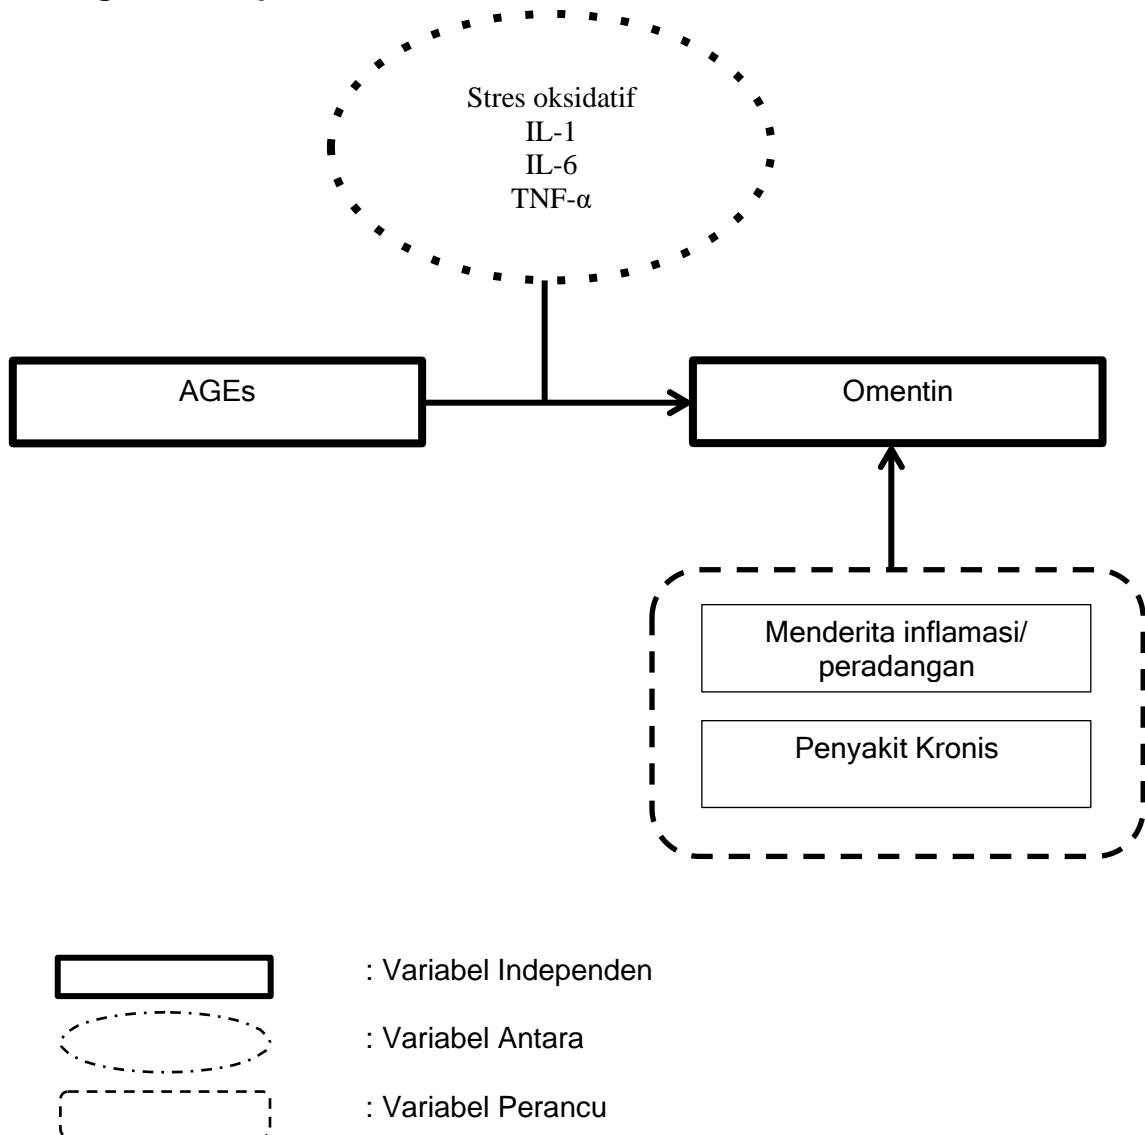 Stres oksidatif
IL-1
IL-6
TNF-α
AGEs
Omentin
Menderita inflamasi/
peradangan
Penyakit Kronis
: Variabel Independen
: Variabel Antara
: Variabel Perancu